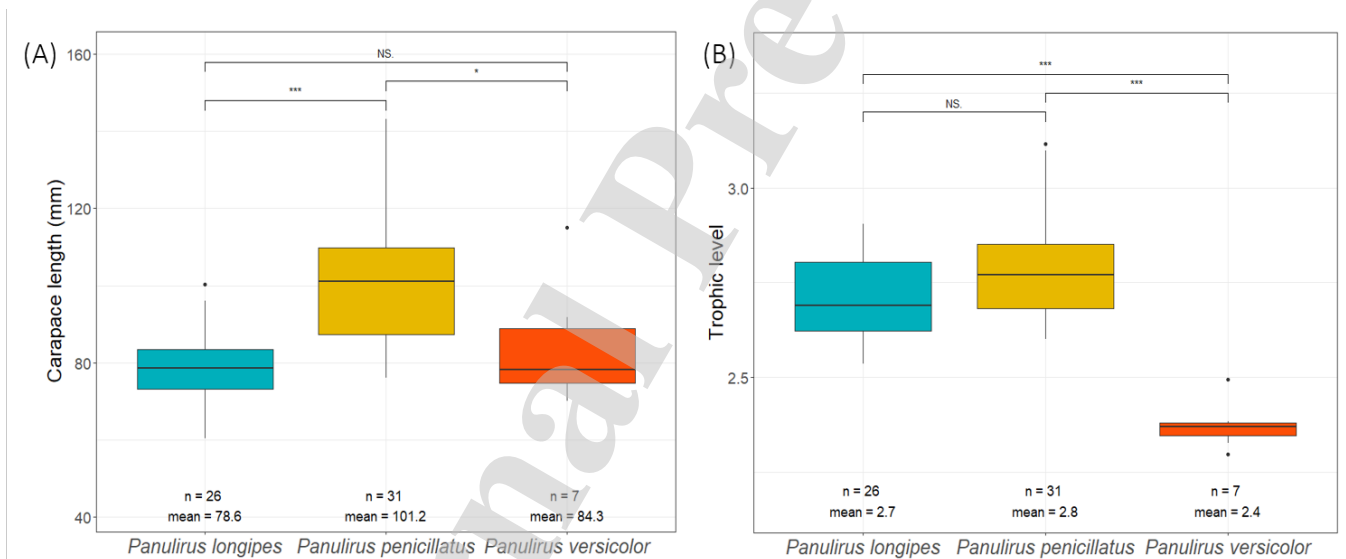 (A)
NS.
160
*
***
120
Carapace length (mm)
80
n = 26
n = 31
n = 7
mean = 78.6
mean = 101.2
mean = 84.3
40
Panulirus longipes
Panulirus penicillatus
Panulirus versicolor
(B)
***
***
NS.
3.0
Trophic level
2.5
n = 26
n = 31
n = 7
mean = 2.7
mean = 2.8
mean = 2.4
Panulirus longipes
Panulirus penicillatus
Panulirus versicolor
nal Pre